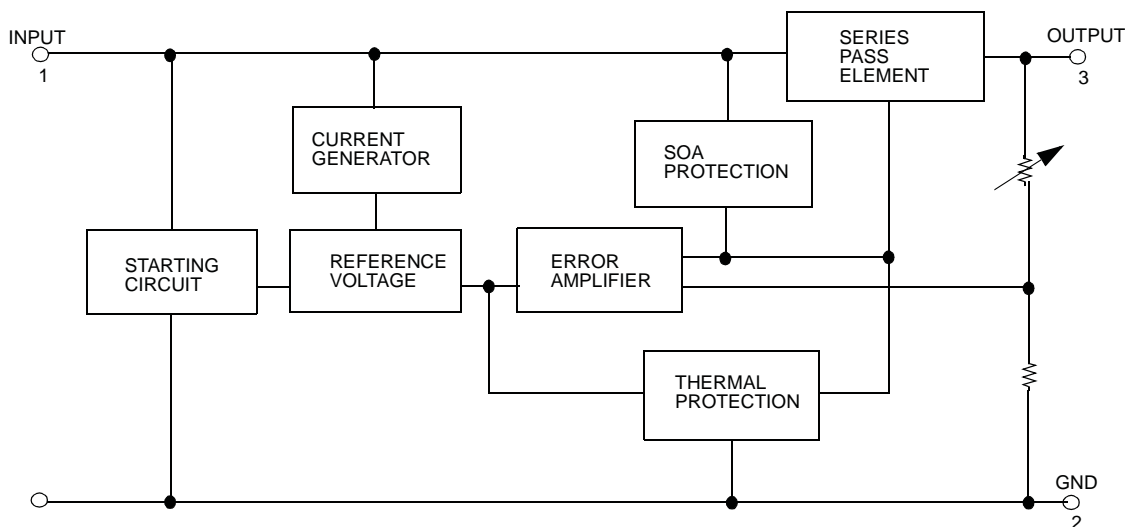 INPUT
1
SERIES
PASS
ELEMENT
OUTPUT
3
CURRENT
GENERATOR
SOA
PROTECTION
STARTING
CIRCUIT
REFERENCE
VOLTAGE
ERROR
AMPLIFIER
THERMAL
PROTECTION
GND
2